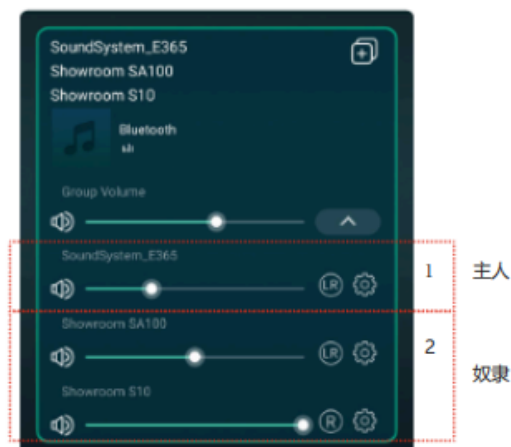 SoundSystem_E365
Showroom SA100
Showroom S10
Bluetooth
Group Volume
SoundSystem_E365
LR
1 主人
Showroom SA100
LR
2
奴隶
Showroom S10
R